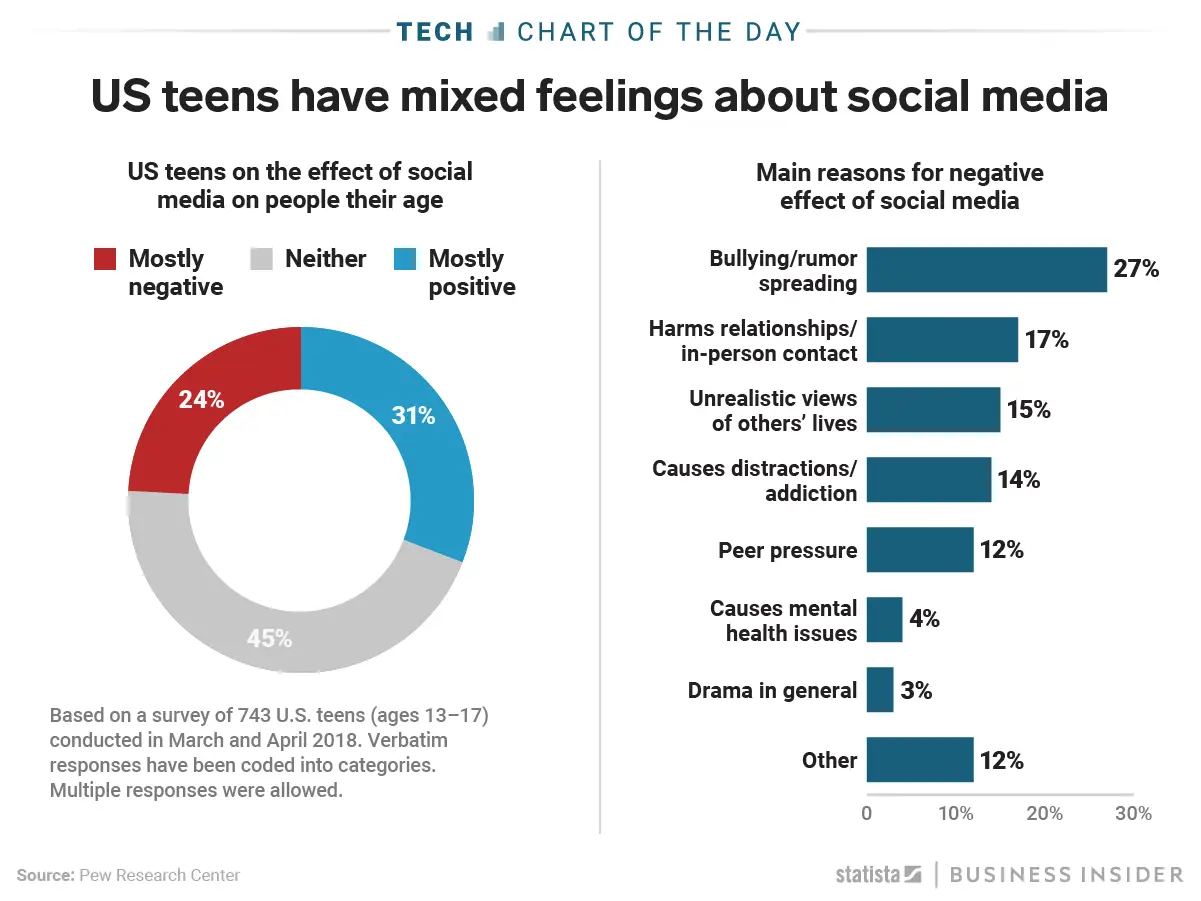 TECH CHART OF THE DAY
US teens have mixed feelings about social media
US teens on the effect of social
media on people their age
Mostly
negative
Neither
Mostly
positive
24%
31%
45%
Based on a survey of 743 U.S. teens (ages 13–17)
conducted in March and April 2018. Verbatim
responses have been coded into categories.
Multiple responses were allowed.
Main reasons for negative
effect of social media
Bullying/rumor
spreading
27%
Harms relationships/
in-person contact
17%
Unrealistic views
of others’ lives
15%
Causes distractions/
addiction
14%
Peer pressure
12%
Causes mental
health issues
4%
Drama in general
3%
Other
12%
0 10% 20% 30%
Source: Pew Research Center
statista | BUSINESS INSIDER